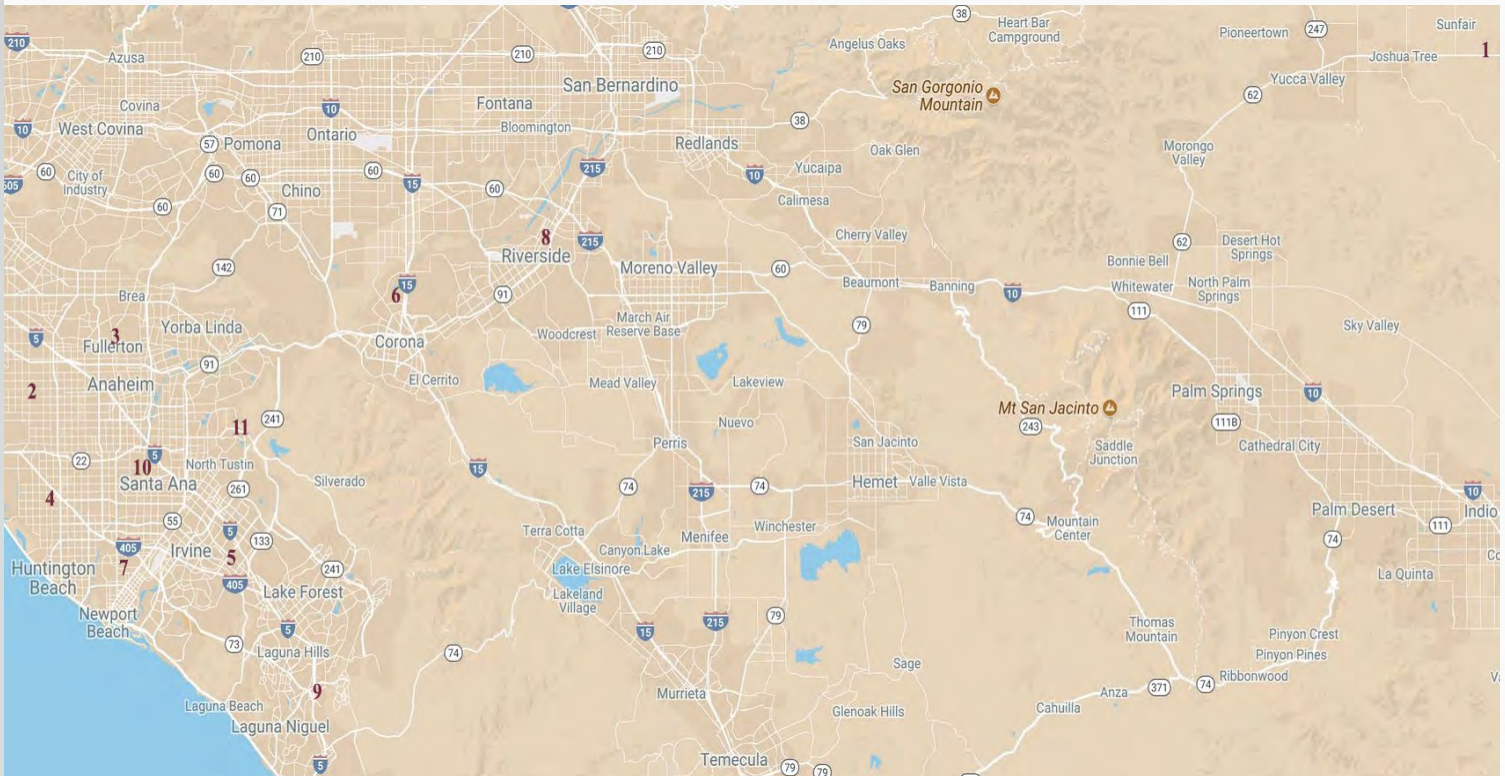 38
Heart Bar
Campground
247
Sunfair
Pioneertown
1
210
Azusa
210
210
210
Angelus Oaks
Joshua Tree
Yucca Valley
San Bernardino
San Gorgonio
Mountain
62
Covina
10
Fontana
10
West Covina
Ontario
Bloomington
38
57
Pomona
Redlands
Oak Glen
Morongo
Valley
60
60
60
60
215
Yucaipa
10
605
City of
Industry
Chino
15
60
Calimesa
60
71
8
Cherry Valley
215
Riverside
62
Desert Hot
Springs
142
Moreno Valley
60
Bonnie Bell
Beaumont
Banning
10
Whitewater
North Palm
Springs
Brea
6
15
91
111
3
Yorba Linda
Woodcrest
March Air
Reserve Base
79
Sky Valley
5
Fullerton
Corona
91
2
Anaheim
El Cerrito
Mead Valley
Lakeview
Palm Springs
10
Mt San Jacinto
11
241
Nuevo
243
111B
Perris
San Jacinto
Saddle
Junction
Cathedral City
22
5
10
North Tustin
15
Santa Ana
Silverado
74
215
74
Hemet
Valle Vista
10
4
261
Palm Desert
Indio
55
74
Mountain
Center
111
5
133
Terra Cotta
Winchester
74
405
Irvine
5
Menifee
Canyon Lake
7
241
Huntington
Beach
405
Lake Forest
Lake Elsinore
Lakeland
Village
La Quinta
Newport
Beach
5
15
215
79
Thomas
Mountain
Pinyon Crest
73
Laguna Hills
74
Pinyon Pines
Sage
Ribbonwood
9
Murrieta
371
74
Anza
Laguna Beach
Cahuilla
Glenoak Hills
Laguna Niguel
5
Temecula
79
79